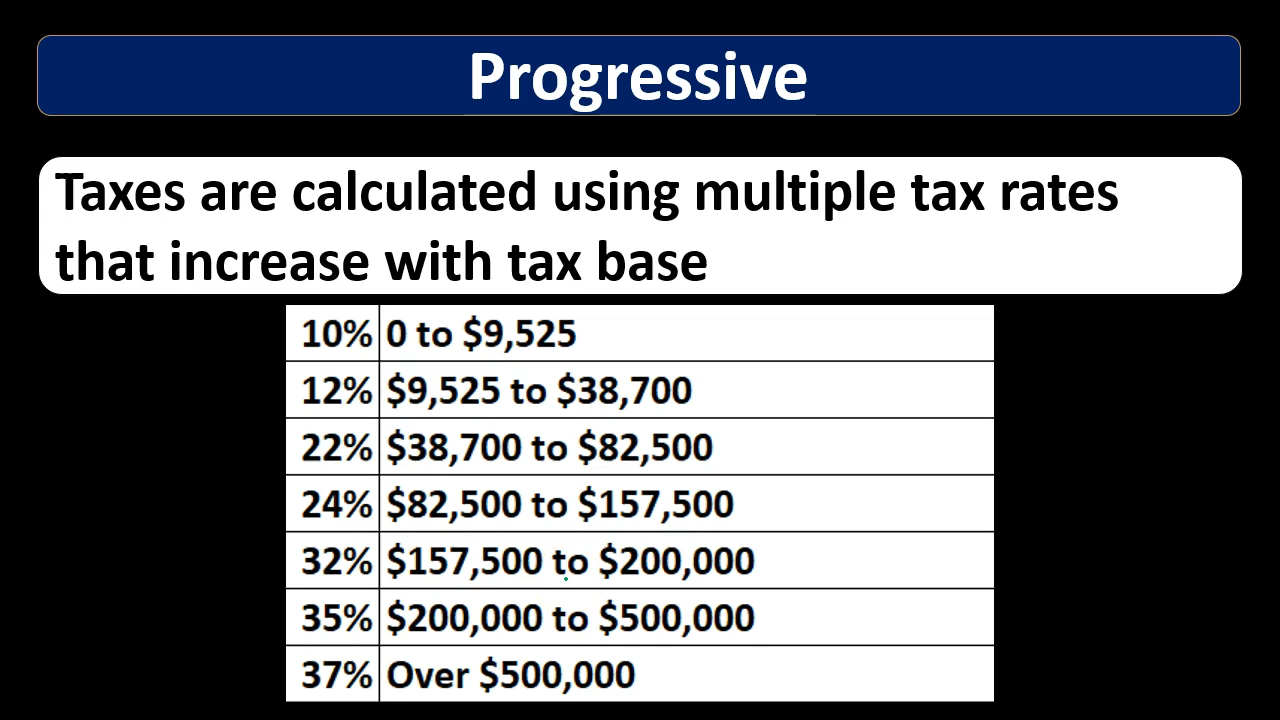 Progressive
Taxes are calculated using multiple tax rates
that increase with tax base
10% 0 to $9,525
12% $9,525 to $38,700
22% $38,700 to $82,500
24% $82,500 to $157,500
32% $157,500 to $200,000
35% $200,000 to $500,000
37% Over $500,000